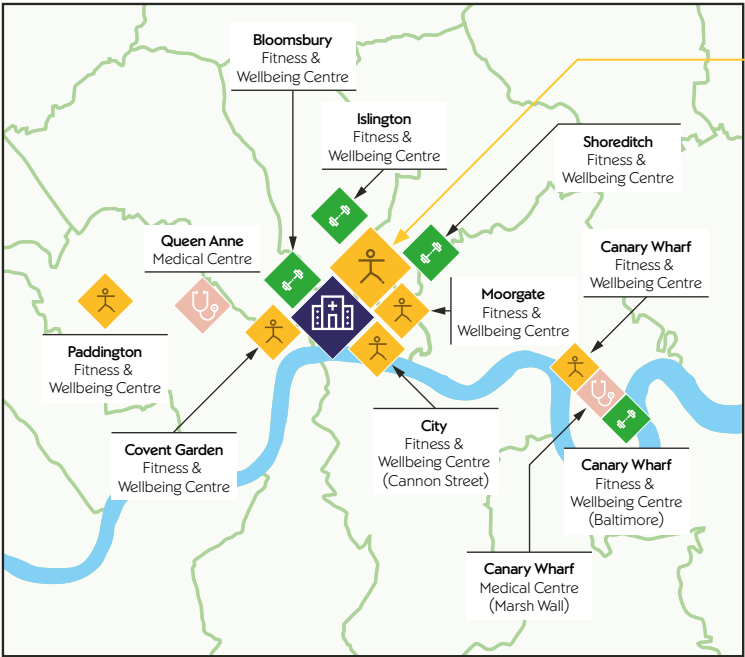 Bloomsbury
Fitness &
Wellbeing Centre
Islington
Fitness &
Wellbeing Centre
Shoreditch
Fitness &
Wellbeing Centre
Queen Anne
Medical Centre
Canary Wharf
Fitness &
Wellbeing Centre
Moorgate
Fitness &
Wellbeing Centre
Paddington
Fitness &
Wellbeing Centre
Covent Garden
Fitness &
Wellbeing Centre
City
Fitness &
Wellbeing Centre
(Cannon Street)
Canary Wharf
Fitness &
Wellbeing Centre
(Baltimore)
Canary Wharf
Medical Centre
(Marsh Wall)